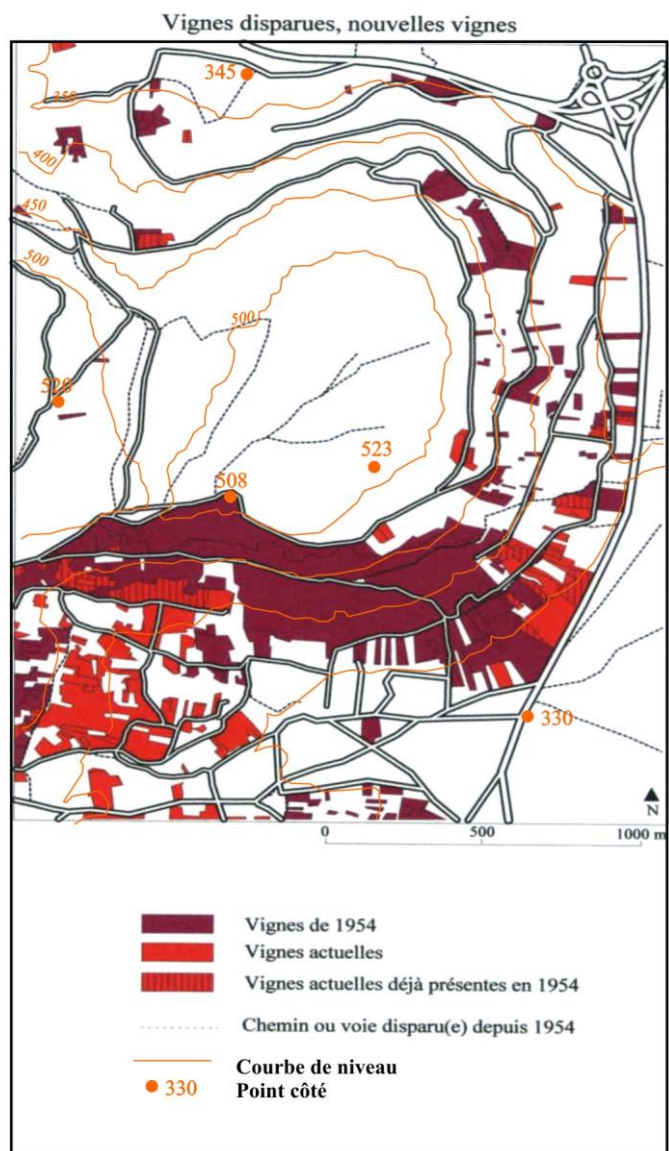 Vignes disparues, nouvelles vignes
345
350
400
450
500
500
520
523
508
330
N
0 500 1000 m
Vignes de 1954
Vignes actuelles
Vignes actuelles déjà présentes en 1954
Chemin ou voie disparu(e) depuis 1954
Courbe de niveau
330 Point côté